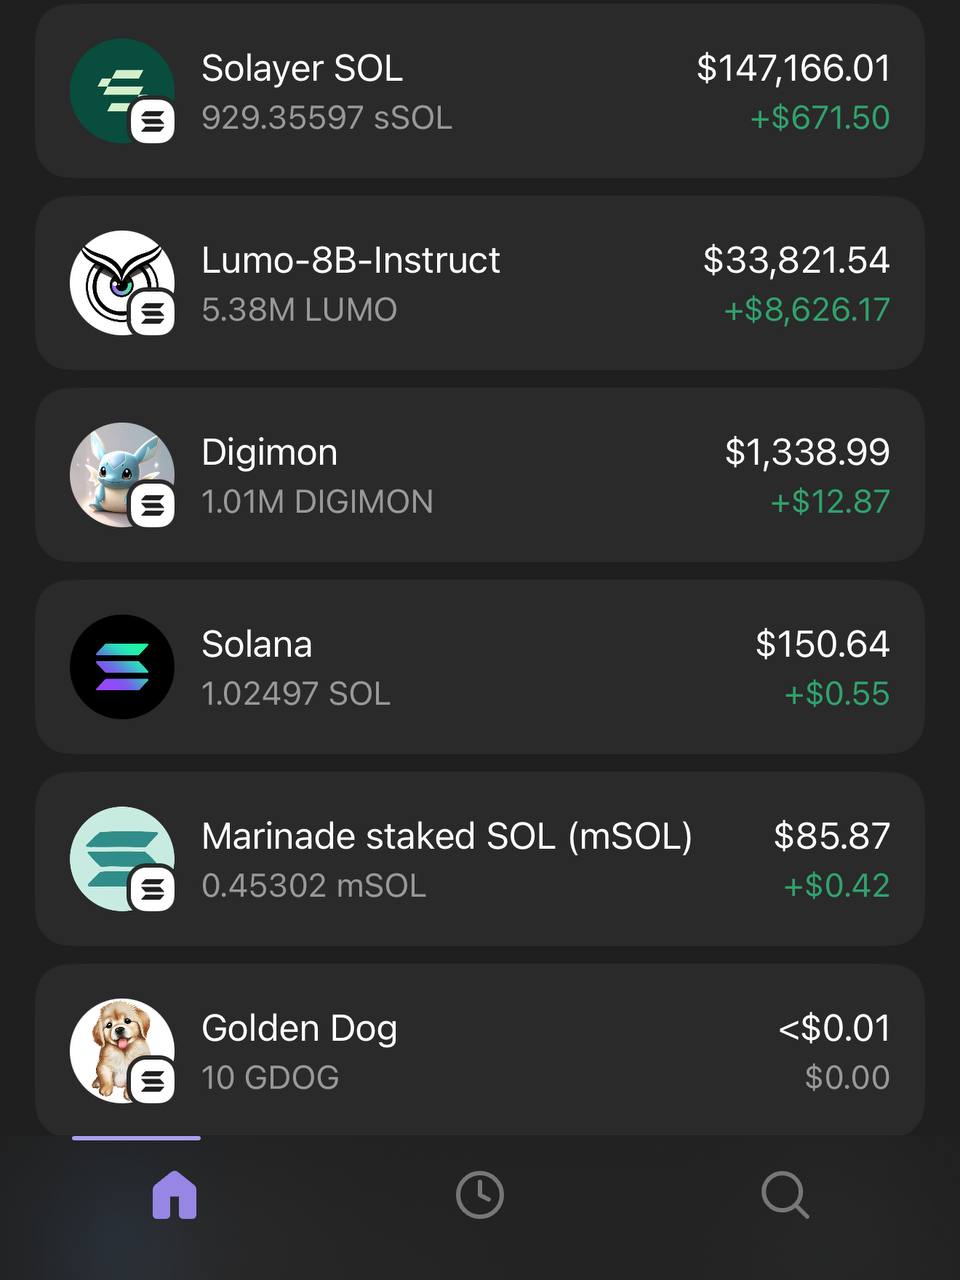 Solayer SOL $147,166.01
929.35597 sSOL +$671.50
Lumo-8B-Instruct $33,821.54
5.38M LUMO +$8,626.17
Digimon $1,338.99
1.01M DIGIMON +$12.87
Solana $150.64
1.02497 SOL +$0.55
Marinade staked SOL (mSOL) $85.87
0.45302 mSOL +$0.42
Golden Dog <$0.01
10 GDOG $0.00